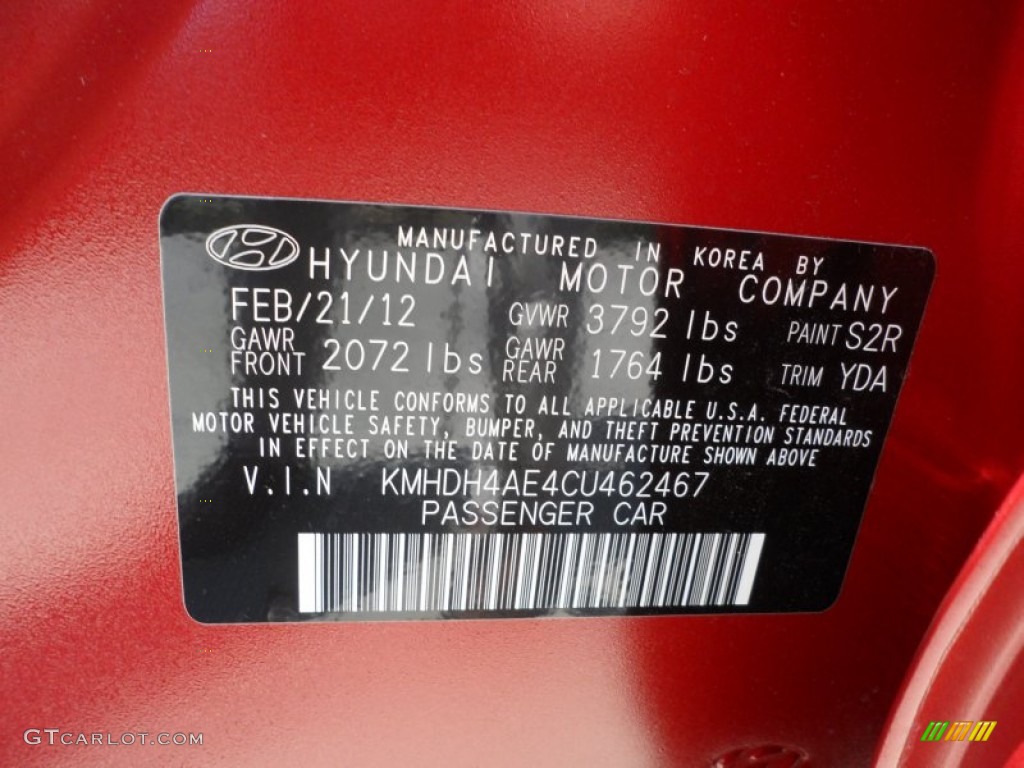 MANUFACTURED IN KOREA BY
HYUNDAI MOTOR COMPANY
FEB/21/12 GVWR 3792 lbs PAINT S2R
GAWR FRONT 2072 lbs GAWR REAR 1764 lbs TRIM YDA
THIS VEHICLE CONFORMS TO ALL APPLICABLE U.S.A. FEDERAL
MOTOR VEHICLE SAFETY, BUMPER, AND THEFT PREVENTION STANDARDS
IN EFFECT ON THE DATE OF MANUFACTURE SHOWN ABOVE
V.I.N KMHDH4AE4CU462467
PASSENGER CAR
GTCARLOT.COM